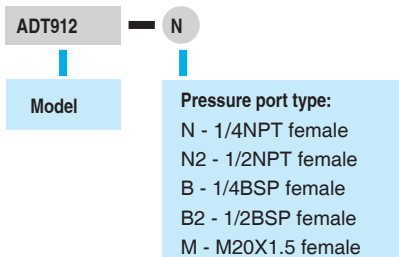 ADT912 N
Model
Pressure port type:
N - 1/4NPT female
N2 - 1/2NPT female
B - 1/4BSP female
B2 - 1/2BSP female
M - M20X1.5 female